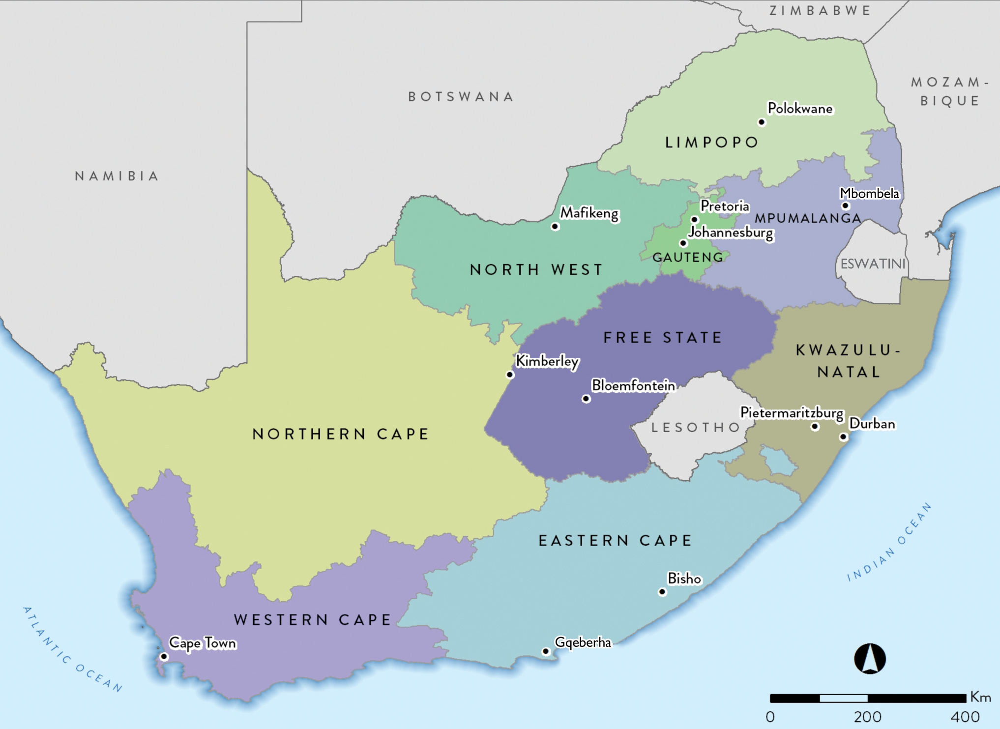 ZIMBABWE
MOZAM-
BIQUE
BOTSWANA
Polokwane
LIMPOPO
NAMIBIA
Mbombela
Pretoria
Mafikeng
MPUMALANGA
Johannesburg
GAUTENG
ESWATINI
NORTH WEST
FREE STATE
KWAZULU-
NATAL
Kimberley
Bloemfontein
Pietermaritzburg
Durban
LESOTHO
NORTHERN CAPE
EASTERN CAPE
INDIAN OCEAN
Bisho
WESTERN CAPE
Cape Town
Gqeberha
ATLANTIC OCEAN
Km
0 200 400